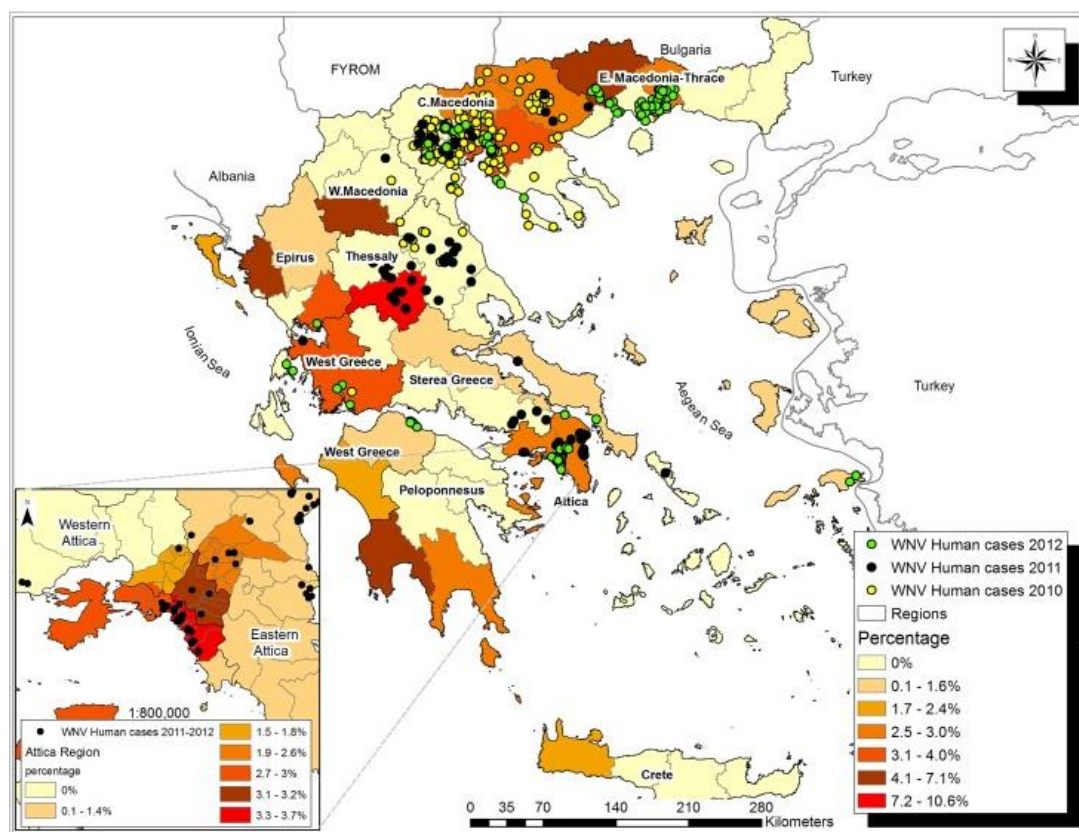 Bulgaria
FYROM
Turkey
E. Macedonia-Thrace
C.Macedonia
Albania
W.Macedonia
Epirus
Thessaly
Ionian Sea
West Greece
Sterea Greece
Aegean Sea
Turkey
West Greece
Peloponnesus
Attica
Crete
WNV Human cases 2012
WNV Human cases 2011
WNV Human cases 2010
Regions
Percentage
0%
0.1 - 1.6%
1.7 - 2.4%
2.5 - 3.0%
3.1 - 4.0%
4.1 - 7.1%
7.2 - 10.6%
0 35 70 140 210 280
Kilometers
N
Western
Attica
Eastern
Attica
1:800,000
WNV Human cases 2011-2012
Attica Region
percentage
0%
0.1 - 1.4%
1.5 - 1.8%
1.9 - 2.6%
2.7 - 3%
3.1 - 3.2%
3.3 - 3.7%